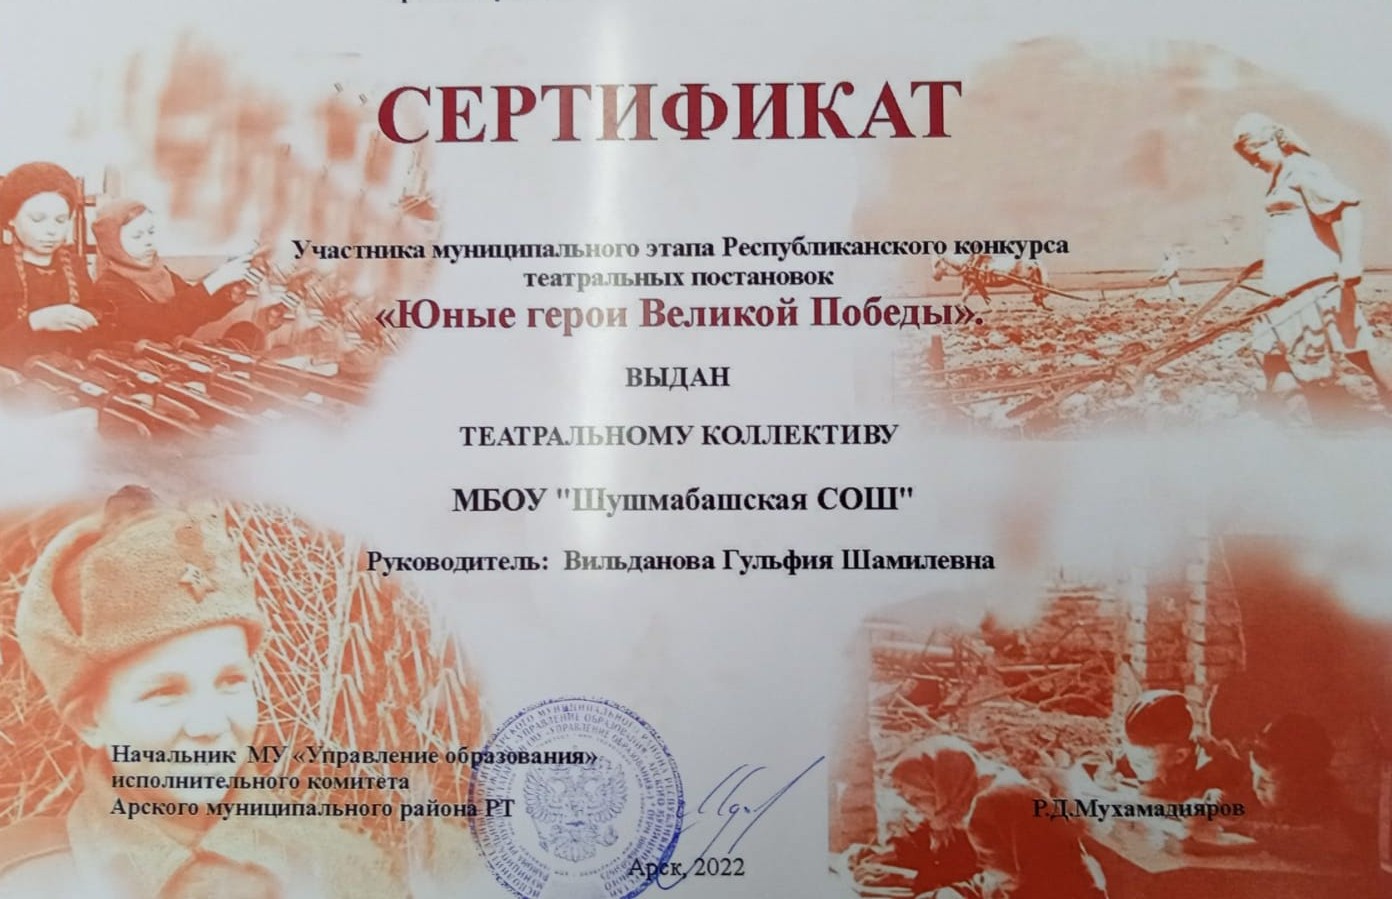 СЕРТИФИКАТ
Участника муниципального этапа Республиканского конкурса
театральных постановок
«Юные герои Великой Победы».
ВЫДАН
ТЕАТРАЛЬНОМУ КОЛЛЕКТИВУ
МБОУ "Шушмабашская СОШ"
Руководитель: Вильданова Гульфия Шамилевна
Начальник МУ «Управление образования»
исполнительного комитета
Арского муниципального района РТ
Р.Д.Мухамадияров
Арск, 2022